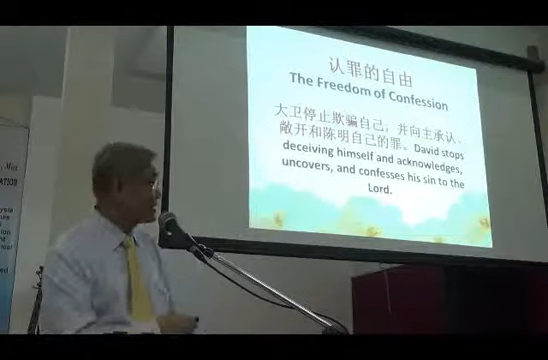 认罪的自由
The Freedom of Confession
大卫停止欺骗自己，并向主承认、
敞开和陈明自己的罪。David stops
deceiving himself and acknowledges,
uncovers, and confesses his sin to the
Lord.